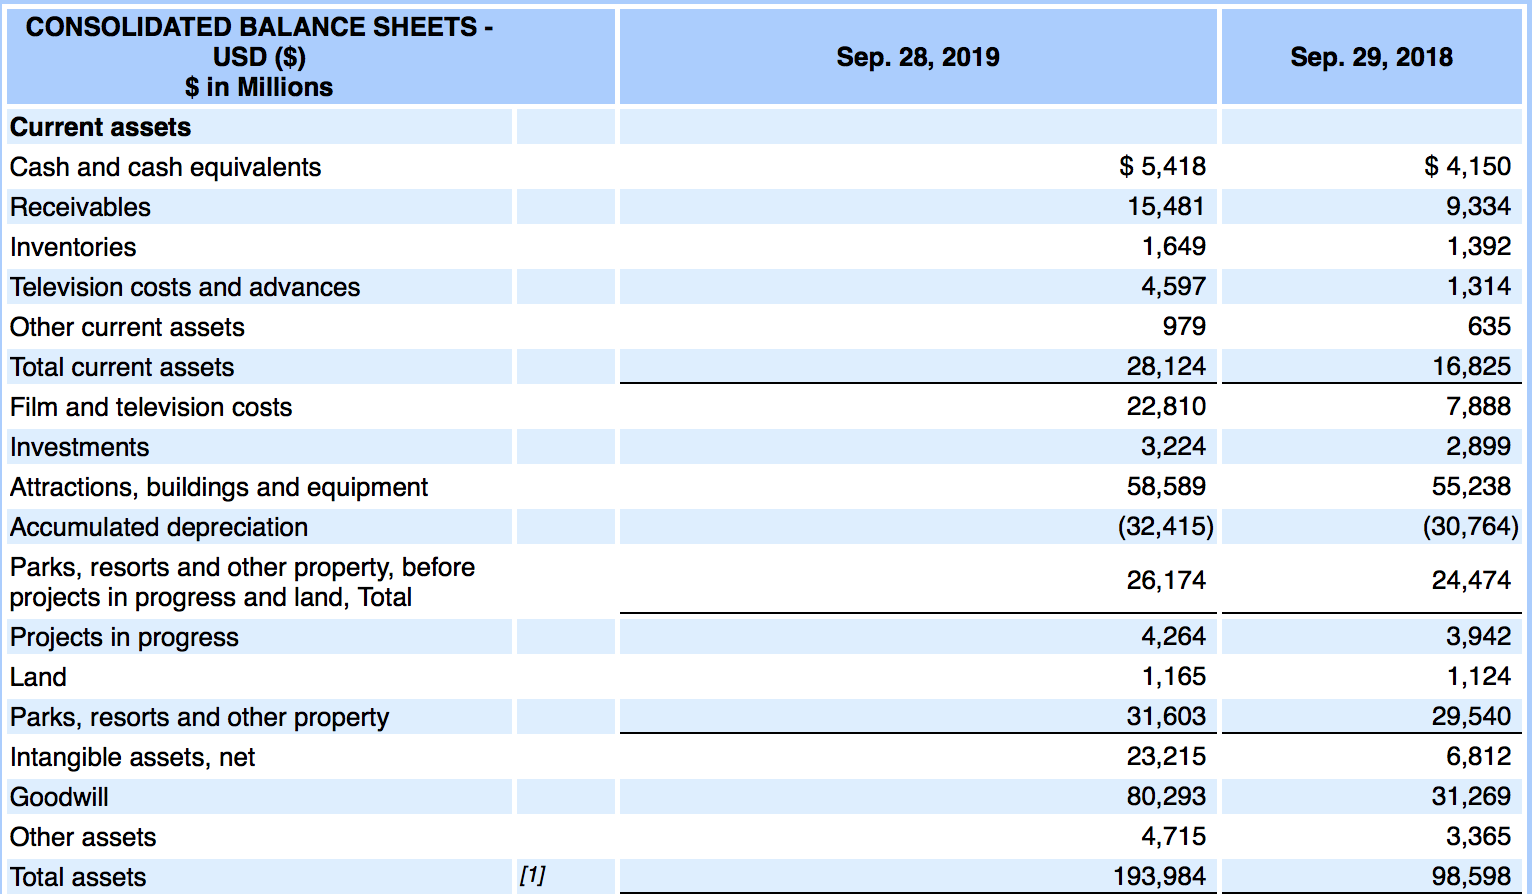 CONSOLIDATED BALANCE SHEETS -
USD ($)
$ in Millions
Sep. 28, 2019
Sep. 29, 2018
Current assets
Cash and cash equivalents $ 5,418 $ 4,150
Receivables 15,481 9,334
Inventories 1,649 1,392
Television costs and advances 4,597 1,314
Other current assets 979 635
Total current assets 28,124 16,825
Film and television costs 22,810 7,888
Investments 3,224 2,899
Attractions, buildings and equipment 58,589 55,238
Accumulated depreciation (32,415) (30,764)
Parks, resorts and other property, before
projects in progress and land, Total 26,174 24,474
Projects in progress 4,264 3,942
Land 1,165 1,124
Parks, resorts and other property 31,603 29,540
Intangible assets, net 23,215 6,812
Goodwill 80,293 31,269
Other assets 4,715 3,365
Total assets [1] 193,984 98,598